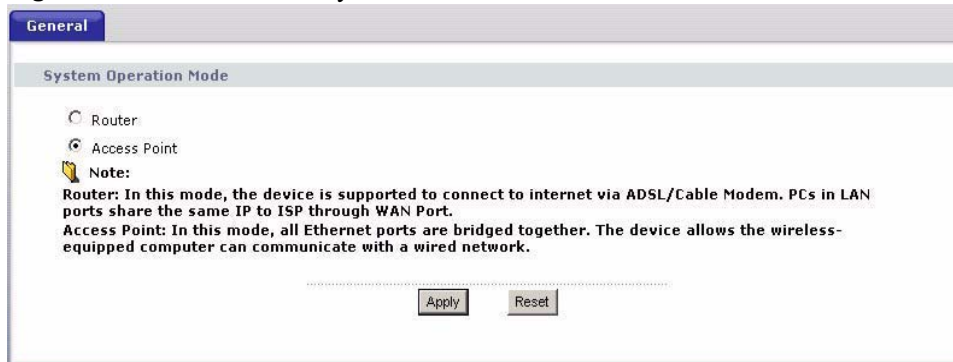 General
System Operation Mode
Router
Access Point
Note:
Router: In this mode, the device is supported to connect to internet via ADSL/Cable Modem. PCs in LAN
ports share the same IP to ISP through WAN Port.
Access Point: In this mode, all Ethernet ports are bridged together. The device allows the wireless-
equipped computer can communicate with a wired network.
Apply Reset